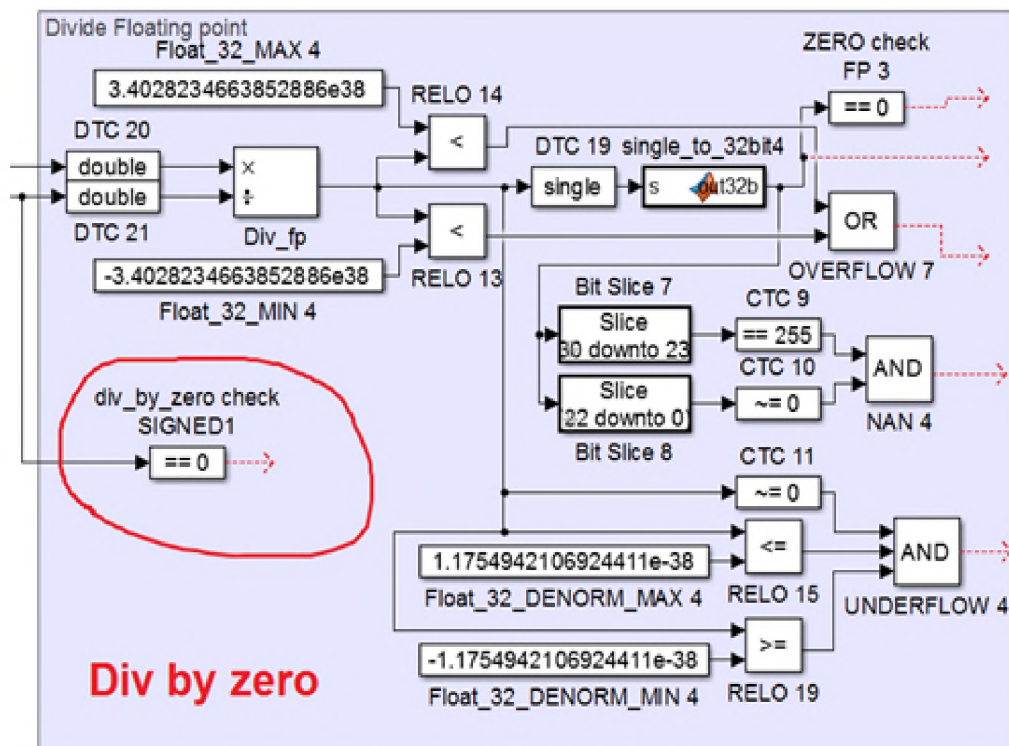 Divide Floating point
Float_32_MAX 4
3.4028234663852886e38
DTC 20
double
double
DTC 21
×
÷
Div_fp
-3.4028234663852886e38
Float_32_MIN 4
RELO 14
<
<
RELO 13
DTC 19
single
single_to_32bit4
s
out32b
ZERO check
FP 3
== 0
OR
OVERFLOW 7
Bit Slice 7
Slice
30 downto 23
Slice
22 downto 0
Bit Slice 8
CTC 9
== 255
CTC 10
~= 0
AND
NAN 4
div_by_zero check
SIGNED1
== 0
CTC 11
~= 0
1.1754942106924411e-38
Float_32_DENORM_MAX 4
<=
RELO 15
AND
UNDERFLOW 4
-1.1754942106924411e-38
Float_32_DENORM_MIN 4
>=
RELO 19
Div by zero